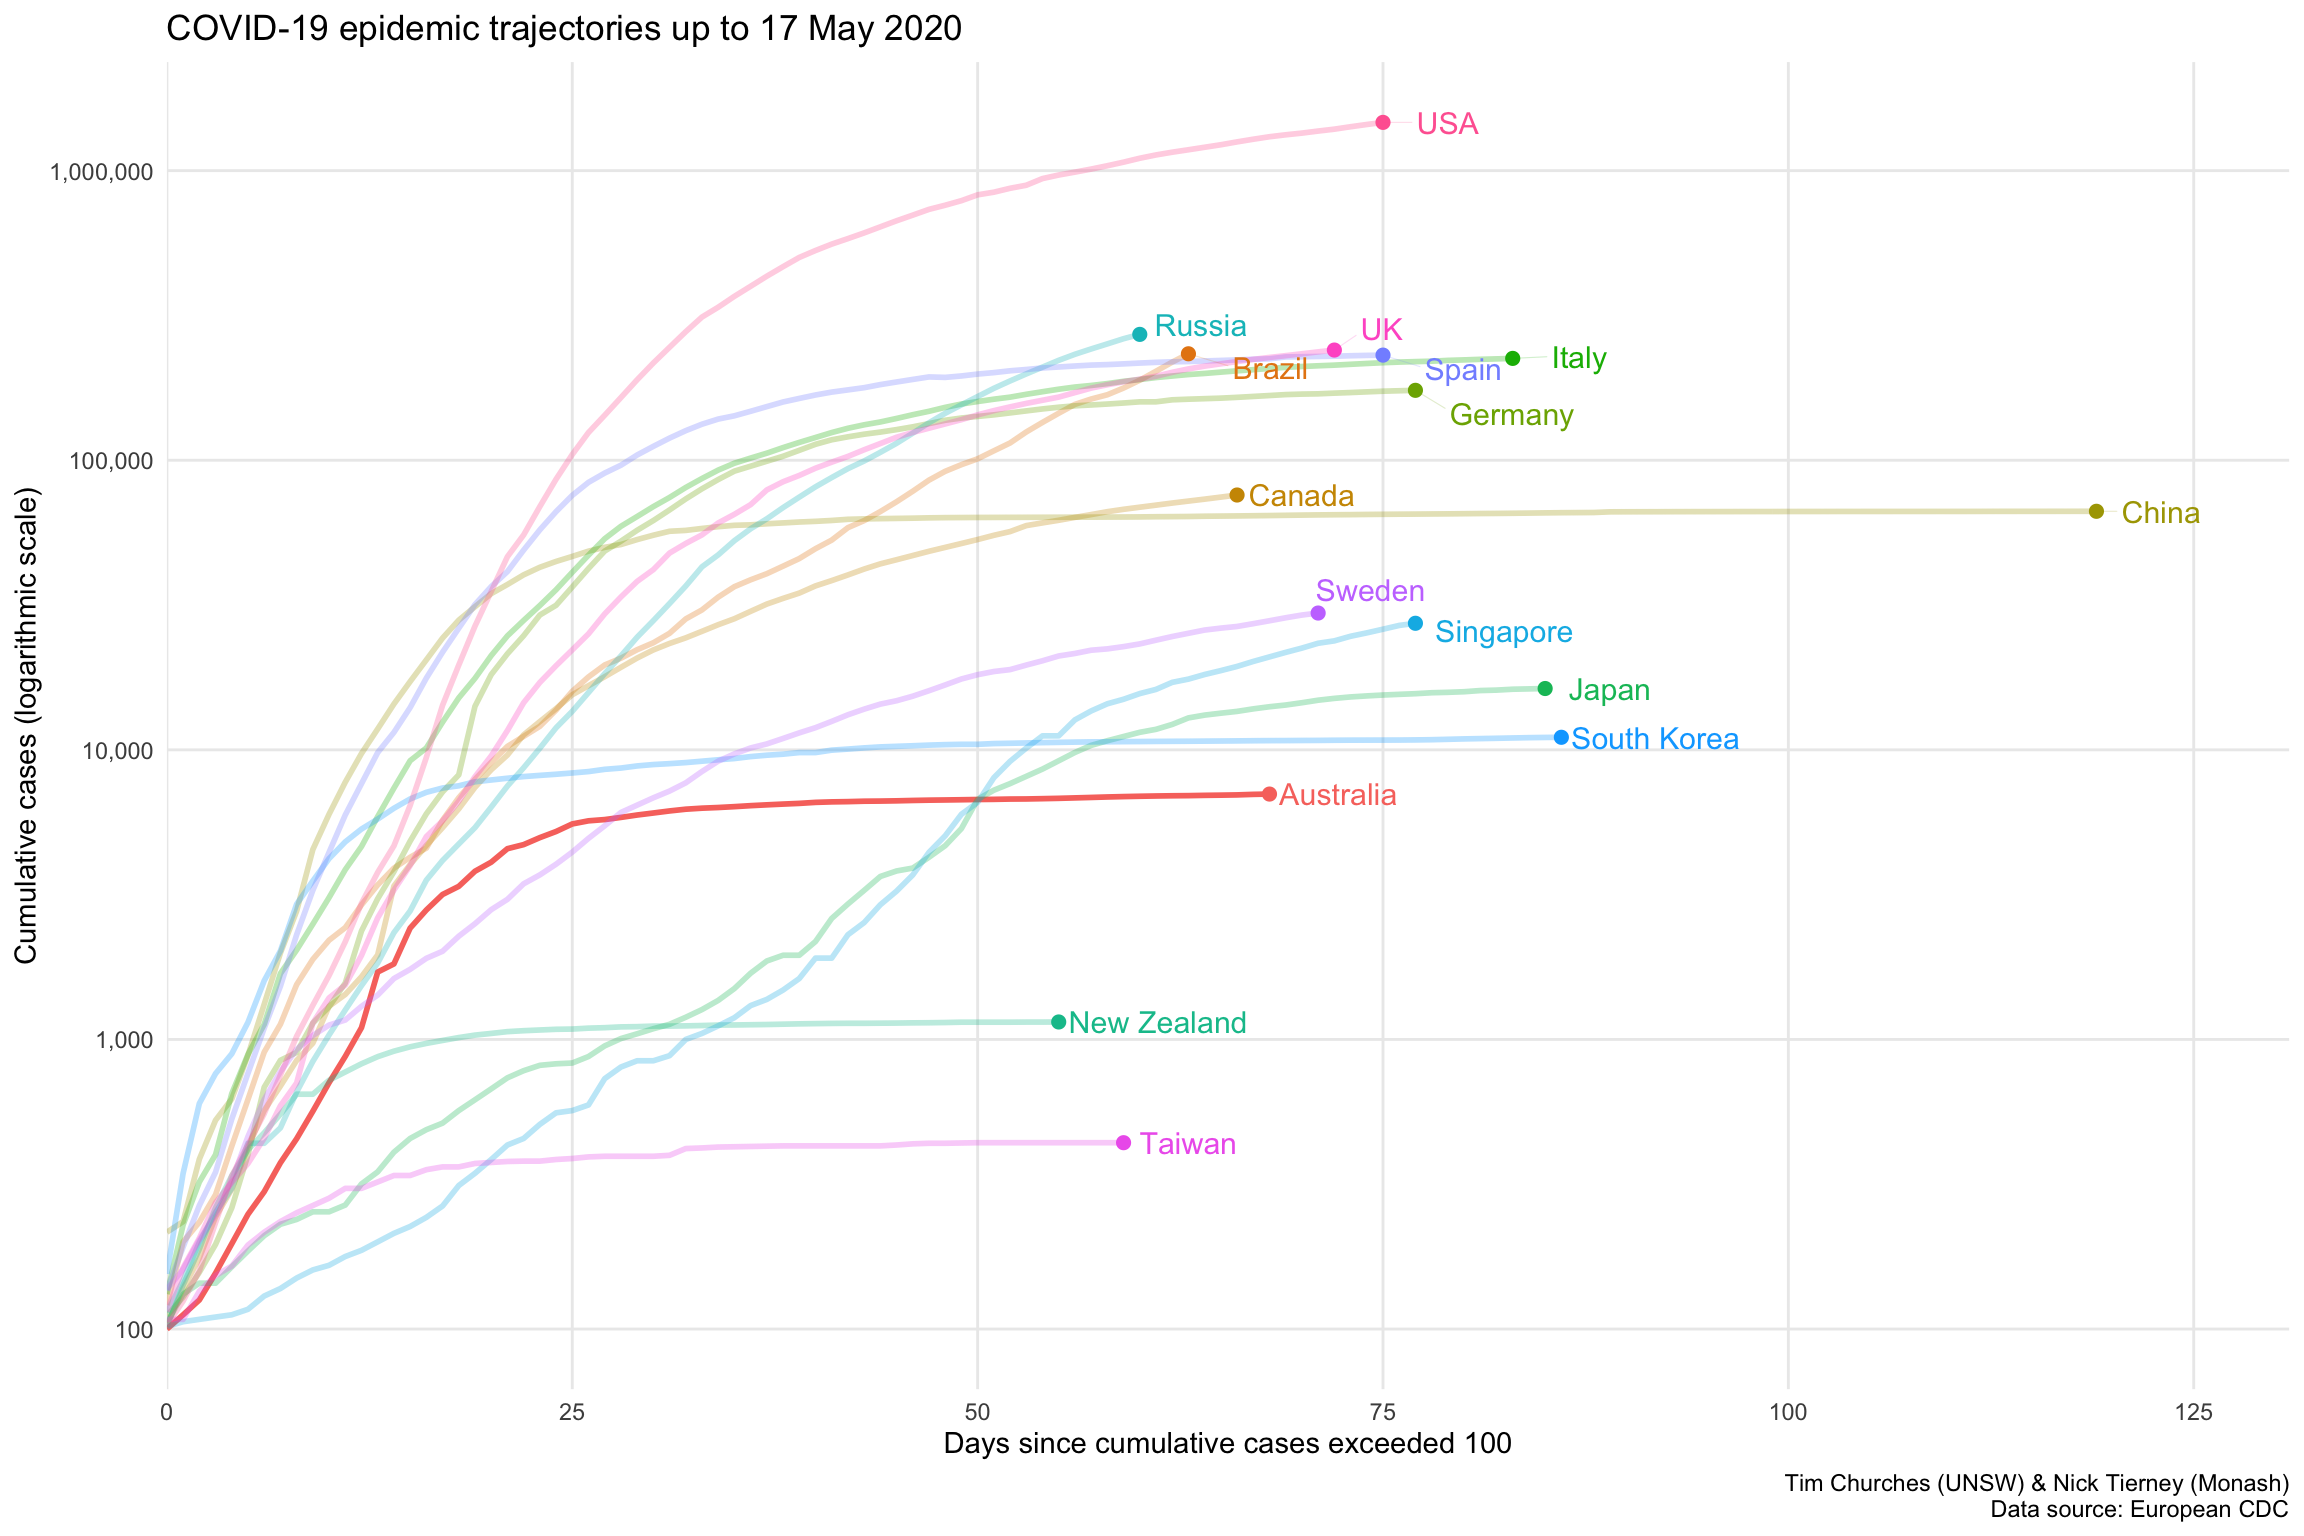 COVID-19 epidemic trajectories up to 17 May 2020
USA
1,000,000
Russia
UK
Brazil
Spain
Italy
Germany
100,000
Canada
China
Cumulative cases (logarithmic scale)
Sweden
Singapore
Japan
10,000
South Korea
Australia
1,000
New Zealand
Taiwan
100
0
25
50
75
100
125
Days since cumulative cases exceeded 100
Tim Churches (UNSW) & Nick Tierney (Monash)
Data source: European CDC